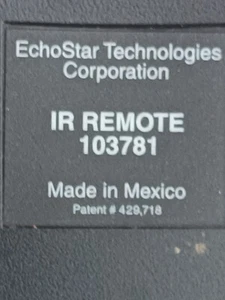 EchoStar Technologies
Corporation
IR REMOTE
103781
Made in Mexico
Patent # 429,718